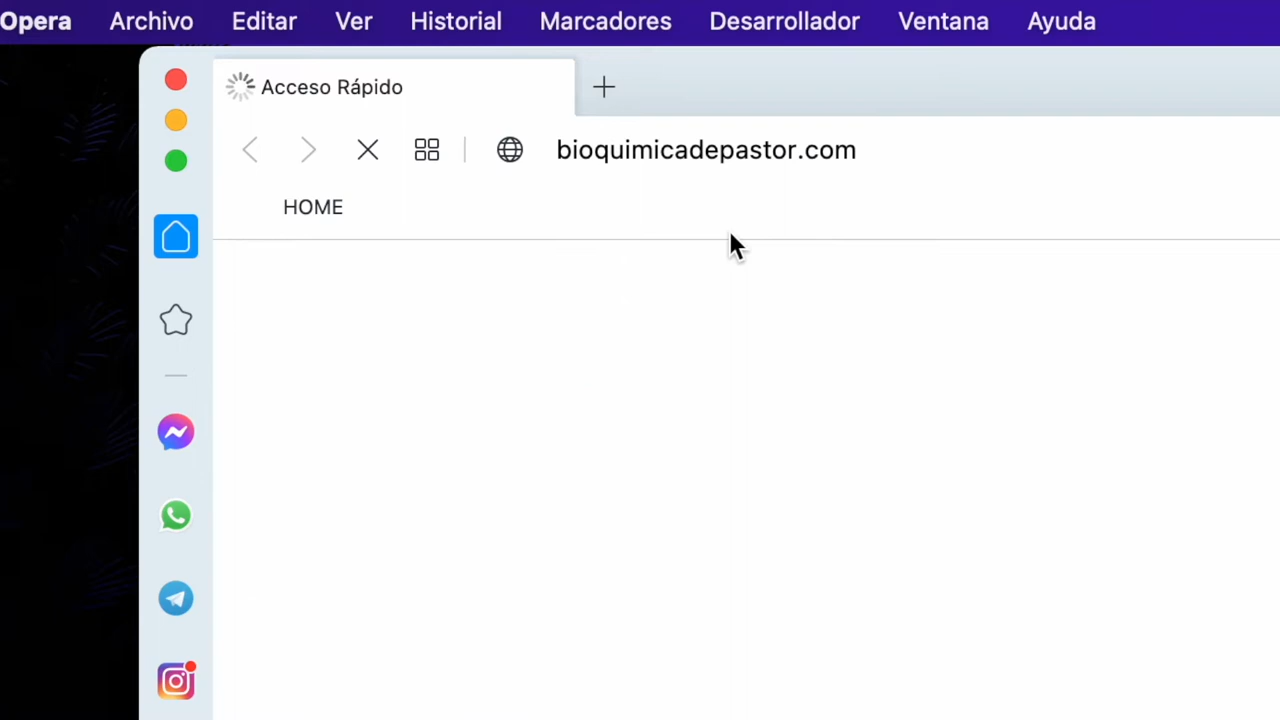 Opera Archivo Editar Ver Historial Marcadores Desarrollador Ventana Ayuda
Acceso Rápido
bioquimicadepastor.com
HOME